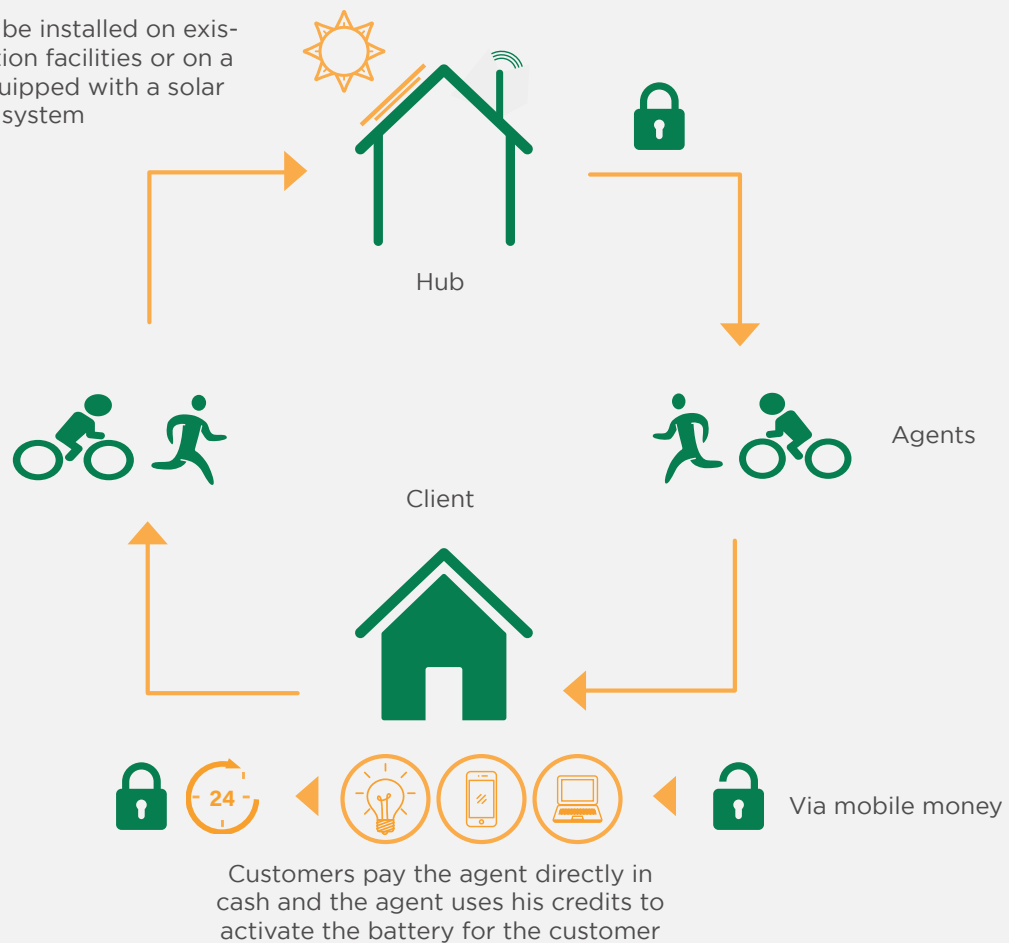 be installed on exis-
tion facilities or on a
uipped with a solar
system
Hub
Agents
Client
24
Via mobile money
Customers pay the agent directly in
cash and the agent uses his credits to
activate the battery for the customer